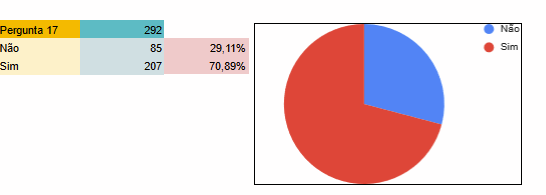 Pergunta 17 292
Não 85 29,11%
Sim 207 70,89%
Não
Sim